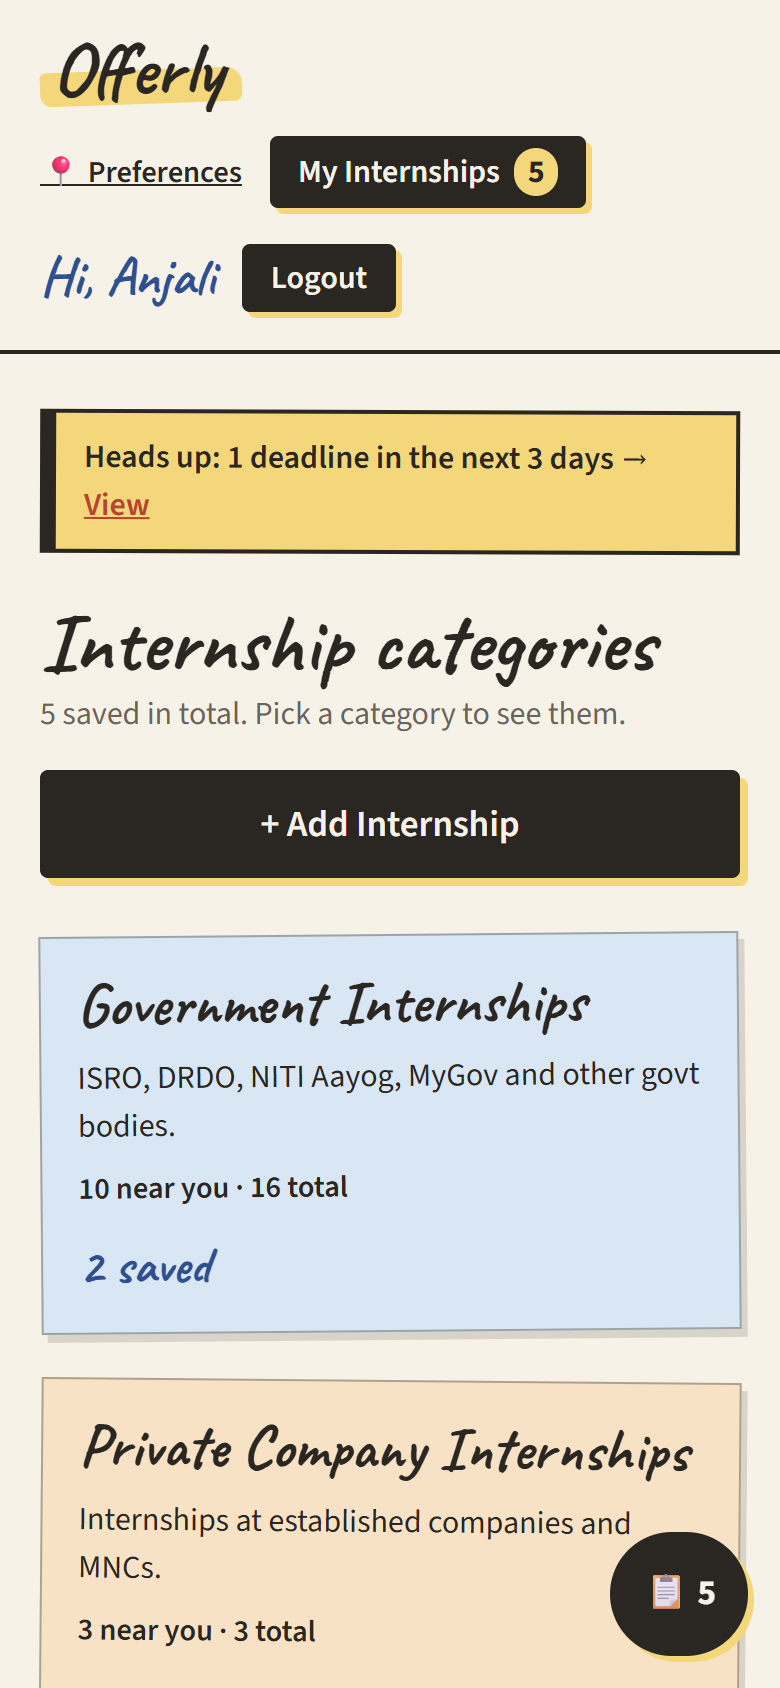 Offerly
📍 Preferences
My Internships 5
Hi, Anjali
Logout
Heads up: 1 deadline in the next 3 days →
View
Internship categories
5 saved in total. Pick a category to see them.
+ Add Internship
Government Internships
ISRO, DRDO, NITI Aayog, MyGov and other govt
bodies.
10 near you · 16 total
2 saved
Private Company Internships
Internships at established companies and
MNCs.
3 near you · 3 total
📋 5